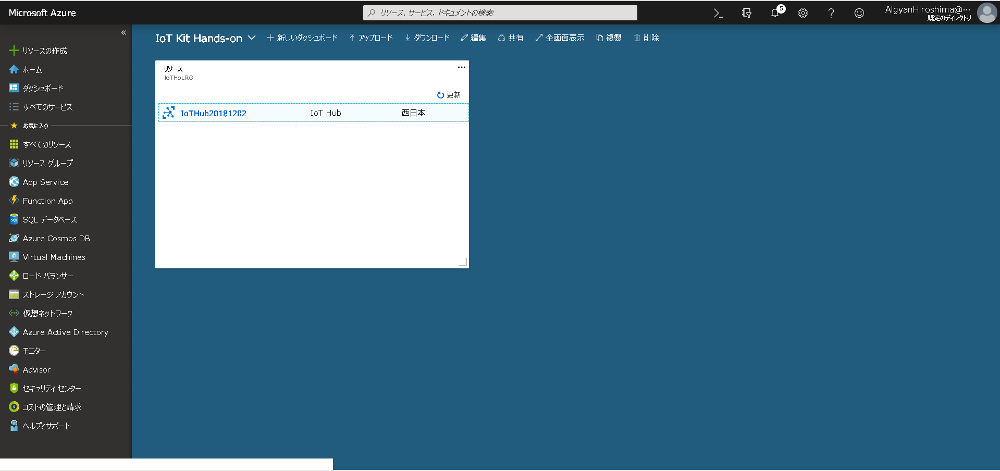 Microsoft Azure
リソース、サービス、ドキュメントの検索
5
AlgyanHiroshima@···
既定のディレクトリ
IoT Kit Hands-on
新しいダッシュボード
アップロード
ダウンロード
編集
共有
全画面表示
複製
削除
リソースの作成
ホーム
ダッシュボード
すべてのサービス
お気に入り
すべてのリソース
リソース グループ
App Service
Function App
SQL データベース
Azure Cosmos DB
Virtual Machines
ロード バランサー
ストレージ アカウント
仮想ネットワーク
Azure Active Directory
モニター
Advisor
セキュリティ センター
コストの管理と請求
ヘルプとサポート
リソース
IoTHoLRG
更新
IoTHub20181202 IoT Hub 西日本